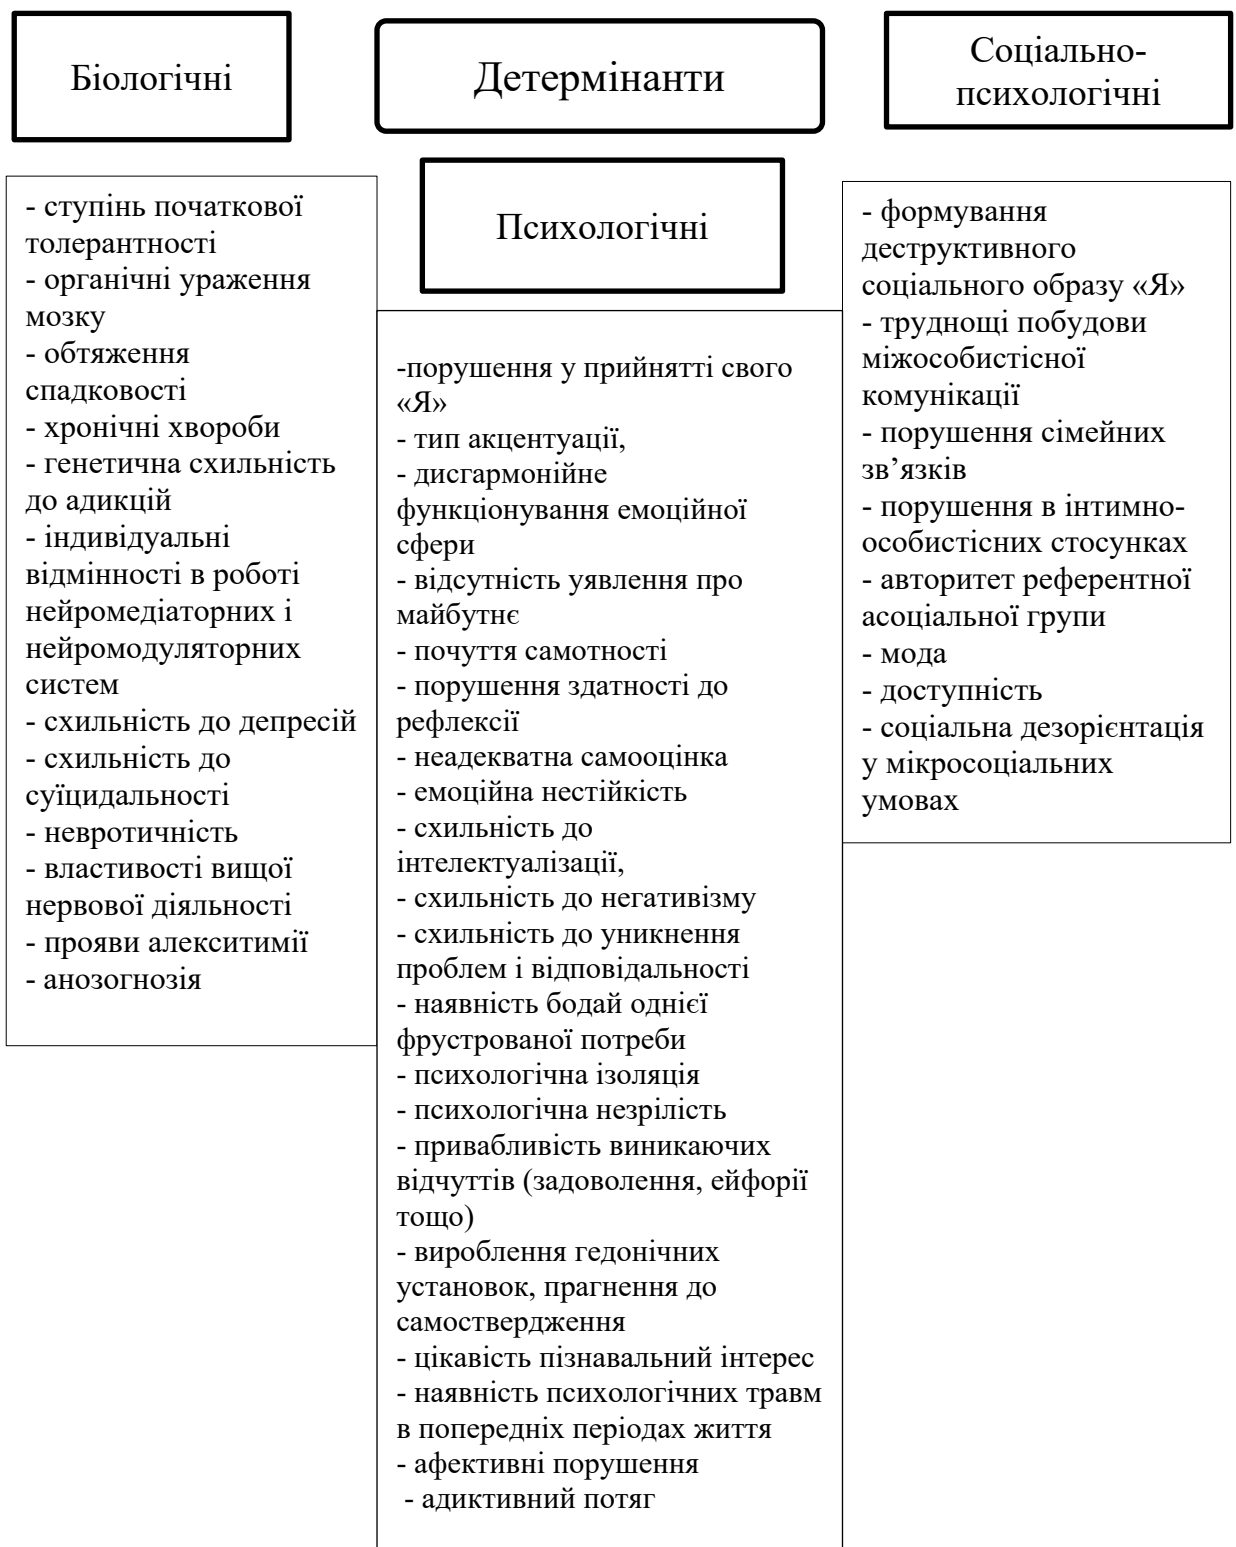 Біологічні
Детермінанти
Соціально-
психологічні
Психологічні
- ступінь початкової
толерантності
- органічні ураження
мозку
- обтяження
спадковості
- хронічні хвороби
- генетична схильність
до адикцій
- індивідуальні
відмінності в роботі
нейромедіаторних і
нейромодуляторних
систем
- схильність до депресій
- схильність до
суїцидальності
- невротичність
- властивості вищої
нервової діяльності
- прояви алекситимії
- анозогнозія
-порушення у прийнятті свого
«Я»
- тип акцентуації,
- дисгармонійне
функціонування емоційної
сфери
- відсутність уявлення про
майбутнє
- почуття самотності
- порушення здатності до
рефлексії
- неадекватна самооцінка
- емоційна нестійкість
- схильність до
інтелектуалізації,
- схильність до негативізму
- схильність до уникнення
проблем і відповідальності
- наявність бодай однієї
фрустрованої потреби
- психологічна ізоляція
- психологічна незрілість
- привабливість виникаючих
відчуттів (задоволення, ейфорії
тощо)
- вироблення гедонічних
установок, прагнення до
самоствердження
- цікавість пізнавальний інтерес
- наявність психологічних травм
в попередніх періодах життя
- афективні порушення
- адиктивний потяг
- формування
деструктивного
соціального образу «Я»
- труднощі побудови
міжособистісної
комунікації
- порушення сімейних
зв’язків
- порушення в інтимно-
особистісних стосунках
- авторитет референтної
асоціальної групи
- мода
- доступність
- соціальна дезорієнтація
у мікросоціальних
умовах